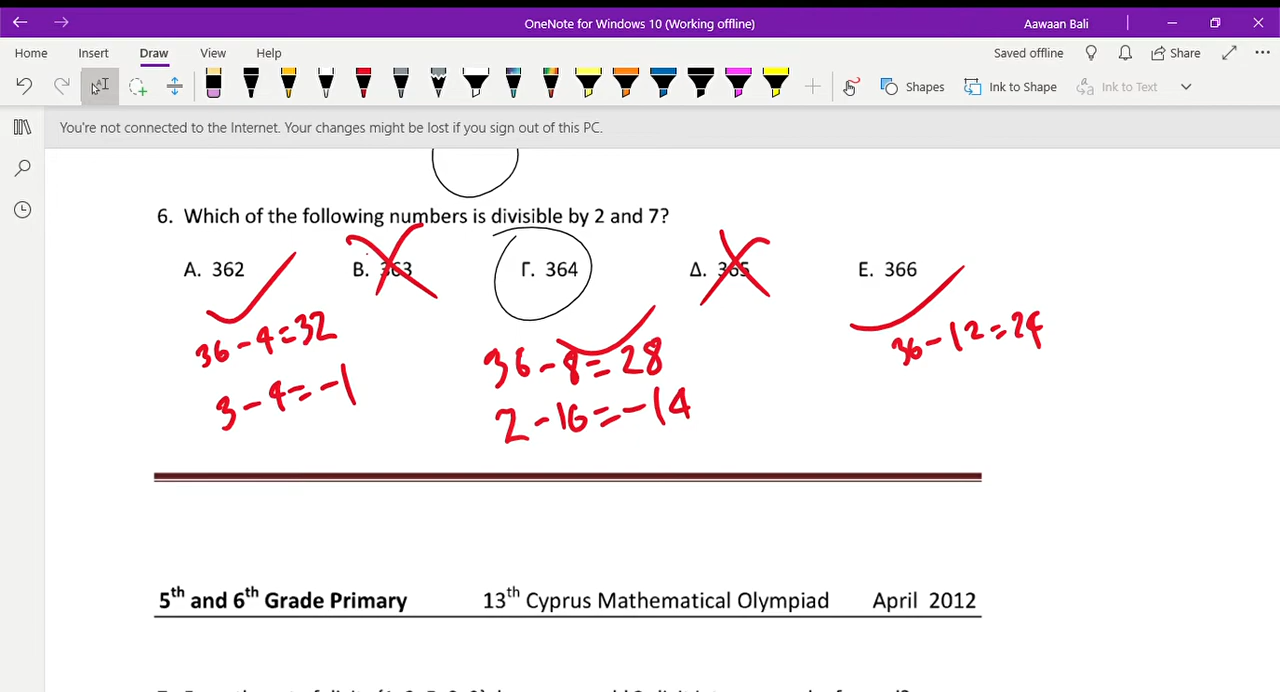 OneNote for Windows 10 (Working offline)
Aawaan Bali
Home Insert Draw View Help
Saved offline Share
Shapes Ink to Shape Ink to Text
You're not connected to the Internet. Your changes might be lost if you sign out of this PC.
6. Which of the following numbers is divisible by 2 and 7?
Α. 362 Β. 363 Γ. 364 Δ. 365 Ε. 366
36-4=32 36-8=28 36-12=24
3-4=-1 2-16=-14
5th and 6th Grade Primary 13th Cyprus Mathematical Olympiad April 2012